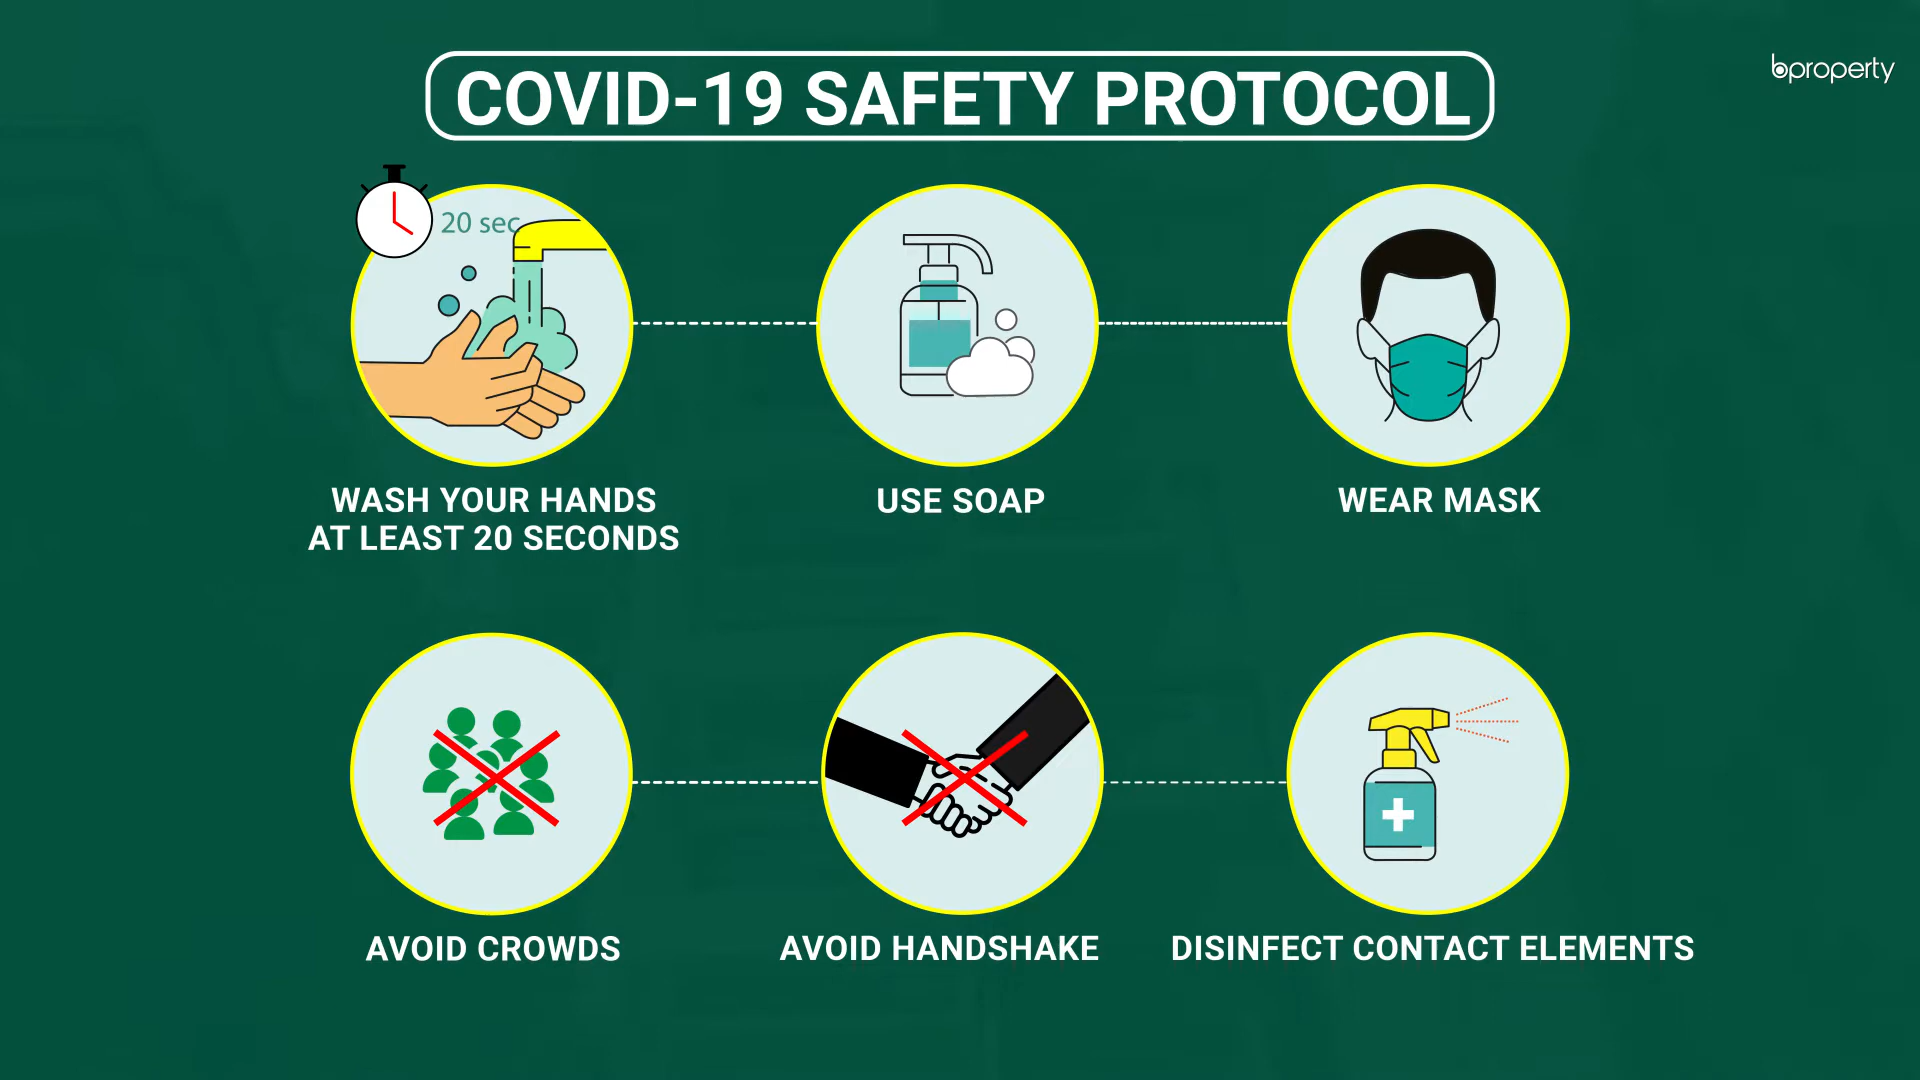 COVID-19 SAFETY PROTOCOL
bproperty
20 sec
WASH YOUR HANDS
AT LEAST 20 SECONDS
USE SOAP
WEAR MASK
AVOID CROWDS
AVOID HANDSHAKE
DISINFECT CONTACT ELEMENTS